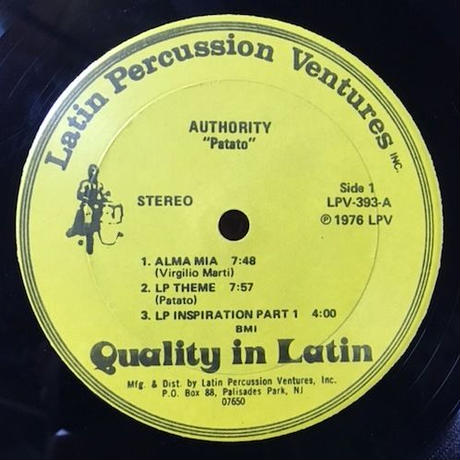 Latin Percussion Ventures INC.
AUTHORITY
"Patato"
STEREO
Side 1
LPV-393-A
℗ 1976 LPV
1. ALMA MIA 7:48
(Virgilio Marti)
2. LP THEME 7:57
(Patato)
3. LP INSPIRATION PART 1 4:00
BMI
Quality in Latin
Mfg. & Dist. by Latin Percussion Ventures, Inc.
P.O. Box 88, Palisades Park, NJ
07650